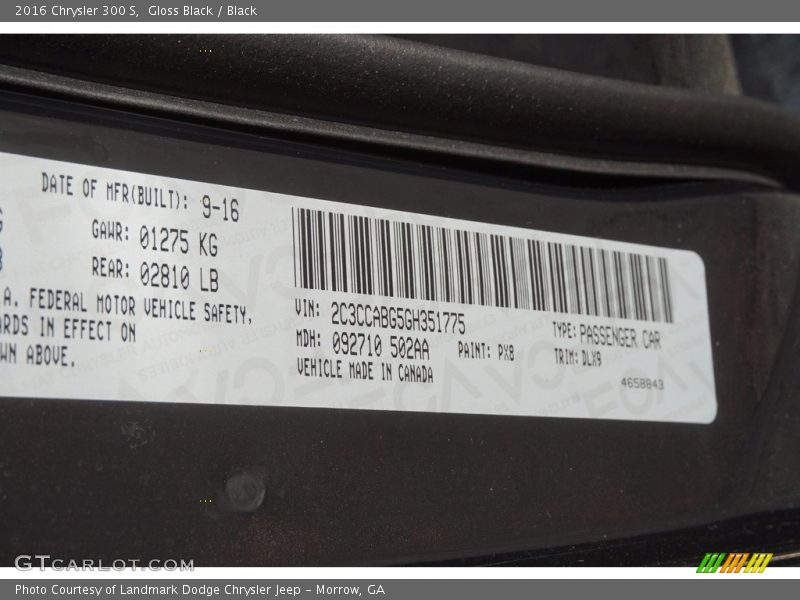 2016 Chrysler 300 S, Gloss Black / Black
DATE OF MFR(BUILT): 9-16
GAWR: 01275 KG
REAR: 02810 LB
.A. FEDERAL MOTOR VEHICLE SAFETY,
ARDS IN EFFECT ON
WN ABOVE.
VIN: 2C3CCABG5GH351775
MDH: 092710 502AA
PAINT: PX8
VEHICLE MADE IN CANADA
TYPE: PASSENGER CAR
TRIM: DLX9
4658843
GTcarlot.com
Photo Courtesy of Landmark Dodge Chrysler Jeep – Morrow, GA